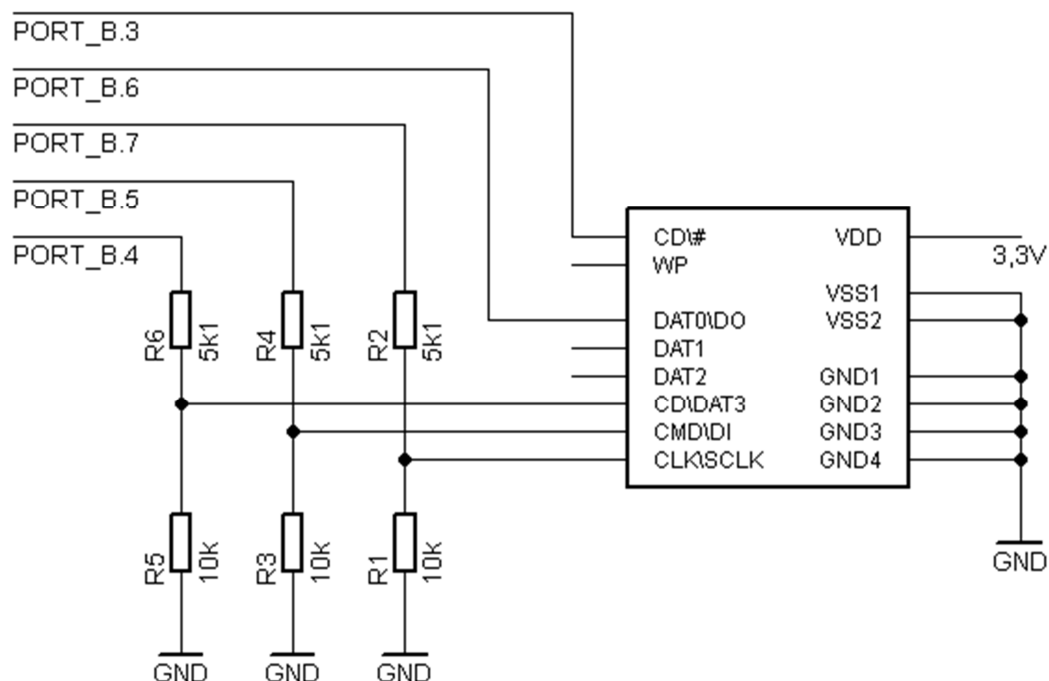 PORT_B.3
PORT_B.6
PORT_B.7
PORT_B.5
PORT_B.4
CD\#
VDD
WP
3,3V
VSS1
DAT0\DO
VSS2
DAT1
DAT2
GND1
CD\DAT3
GND2
CMD\DI
GND3
CLK\SCLK
GND4
R6
5k1
R4
5k1
R2
5k1
R5
10k
R3
10k
R1
10k
GND
GND
GND
GND